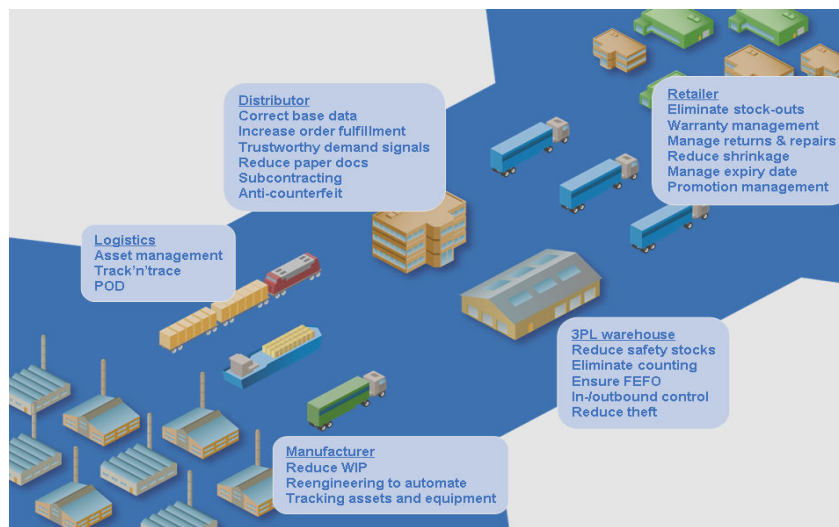 Distributor
Correct base data
Increase order fulfillment
Trustworthy demand signals
Reduce paper docs
Subcontracting
Anti-counterfeit
Retailer
Eliminate stock-outs
Warranty management
Manage returns & repairs
Reduce shrinkage
Manage expiry date
Promotion management
Logistics
Asset management
Track'n'trace
POD
3PL warehouse
Reduce safety stocks
Eliminate counting
Ensure FEFO
In-/outbound control
Reduce theft
Manufacturer
Reduce WIP
Reengineering to automate
Tracking assets and equipment